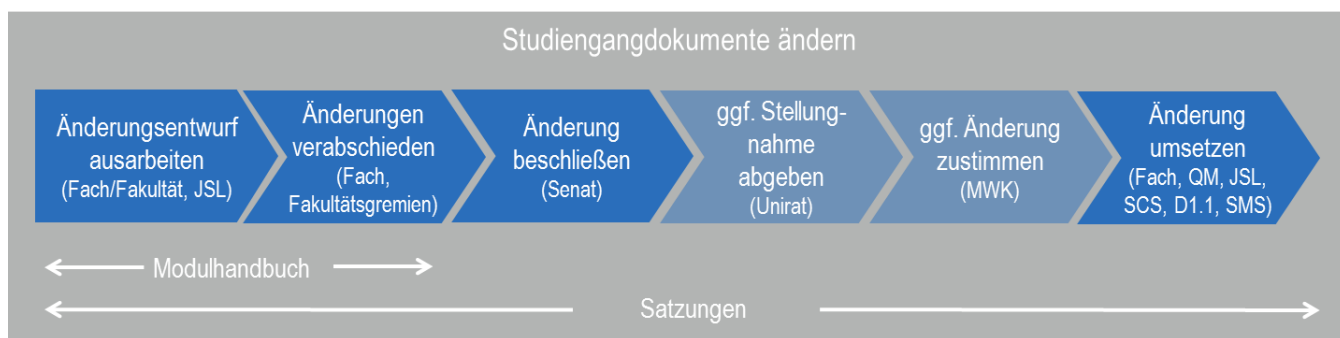 Studiengangdokumente ändern
Änderungsentwurf
ausarbeiten
(Fach/Fakultät, JSL)
Änderungen
verabschieden
(Fach,
Fakultätsgremien)
Änderung
beschließen
(Senat)
ggf. Stellung-
nahme
abgeben
(Unirat)
ggf. Änderung
zustimmen
(MWK)
Änderung
umsetzen
(Fach, QM, JSL,
SCS, D1.1, SMS)
Modulhandbuch
Satzungen